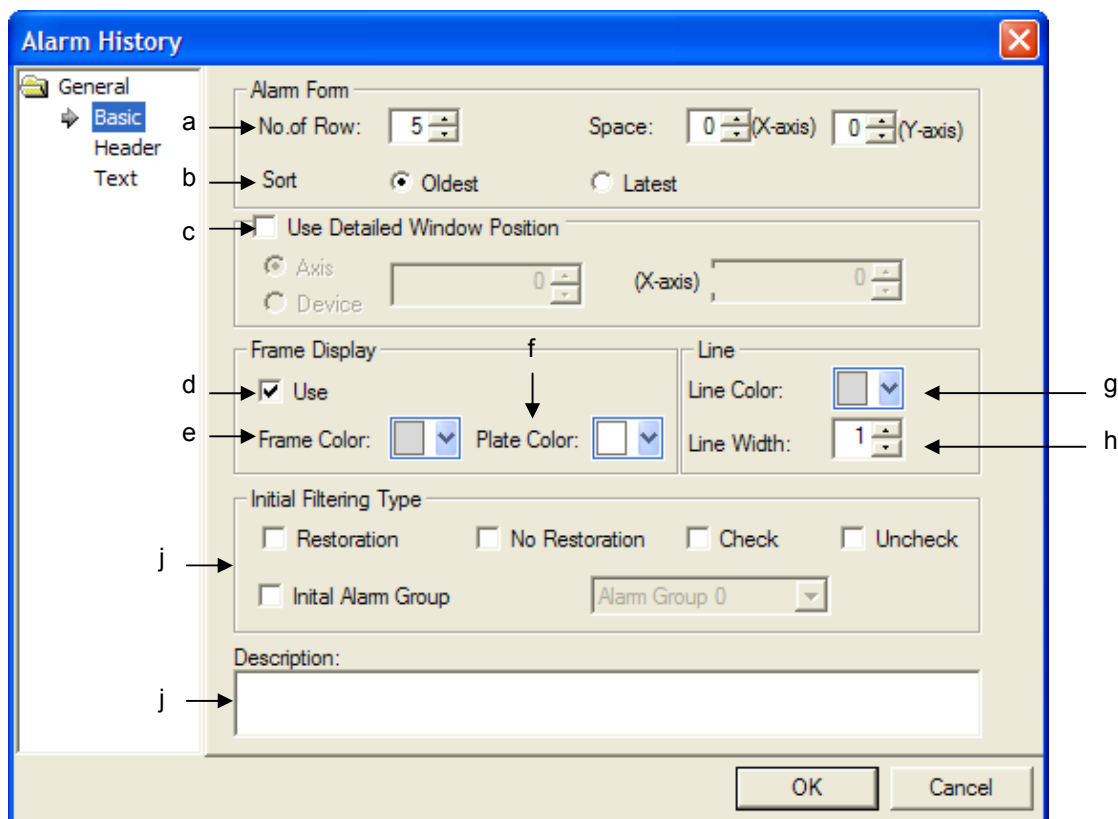 Alarm History
General
Basic
Header
Text
Alarm Form
a No.of Row: 5 Space: 0 (X-axis) 0 (Y-axis)
b Sort Oldest Latest
c Use Detailed Window Position
Axis 0 (X-axis) 0
Device
Frame Display f Line
d Use Line Color: g
e Frame Color: Plate Color: Line Width: 1 h
Initial Filtering Type
Restoration No Restoration Check Uncheck
j
Inital Alarm Group Alarm Group 0
Description:
j
OK Cancel